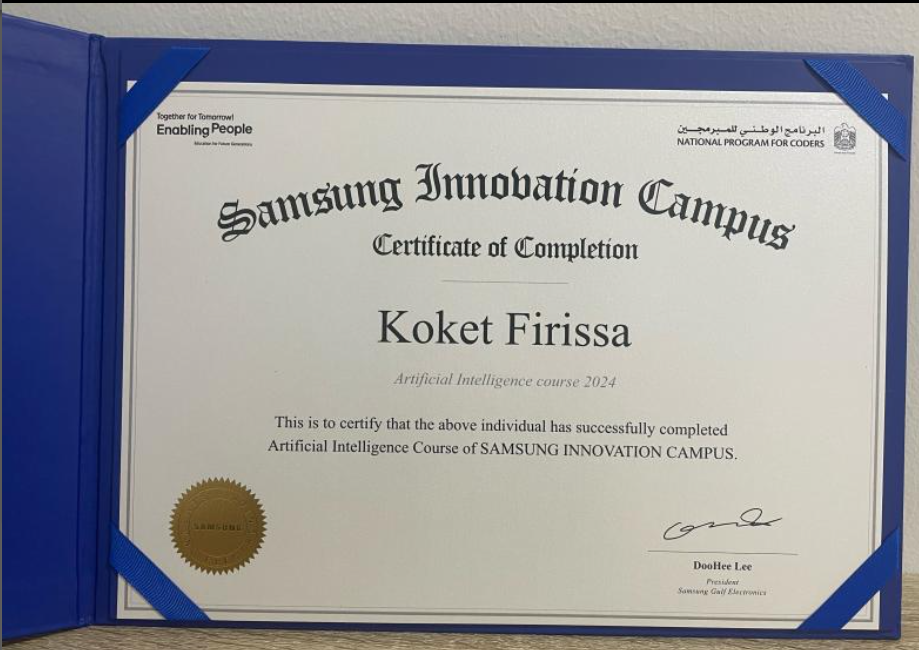 Together for Tomorrow!
Enabling People
Education for Future Generations
البرنامج الوطني للمبرمجين
NATIONAL PROGRAM FOR CODERS
Samsung Innovation Campus
Certificate of Completion
Koket Firissa
Artificial Intelligence course 2024
This is to certify that the above individual has successfully completed
Artificial Intelligence Course of SAMSUNG INNOVATION CAMPUS.
SAMSUNG
DooHee Lee
President
Samsung Gulf Electronics